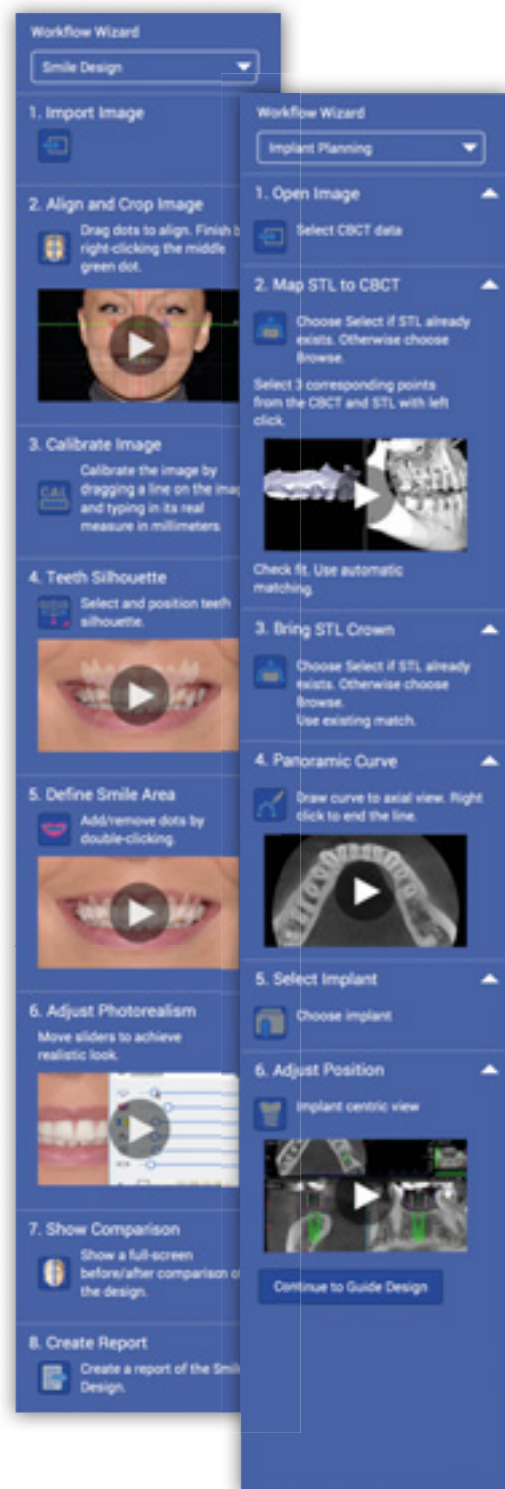 Workflow Wizard
Smile Design
1. Import Image
2. Align and Crop Image
Drag dots to align. Finish b
right-clicking the middle
green dot.
3. Calibrate Image
CAL
Calibrate the image by
dragging a line on the imag
and typing in its real
measure in millimeters.
4. Teeth Silhouette
Select and position teeth
silhouette.
5. Define Smile Area
Add/remove dots by
double-clicking.
6. Adjust Photorealism
Move sliders to achieve
realistic look.
7. Show Comparison
Show a full-screen
before/after comparison of
the design.
8. Create Report
Create a report of the Smile
Design.
Workflow Wizard
Implant Planning
1. Open Image
Select CBCT data
2. Map STL to CBCT
Choose Select if STL already
exists. Otherwise choose
Browse.
Select 3 corresponding points
from the CBCT and STL with left
click.
Check fit. Use automatic
matching.
3. Bring STL Crown
Choose Select if STL already
exists. Otherwise choose
Browse.
Use existing match.
4. Panoramic Curve
Draw curve to axial view. Right
click to end the line.
5. Select Implant
Choose implant
6. Adjust Position
Implant centric view
Continue to Guide Design